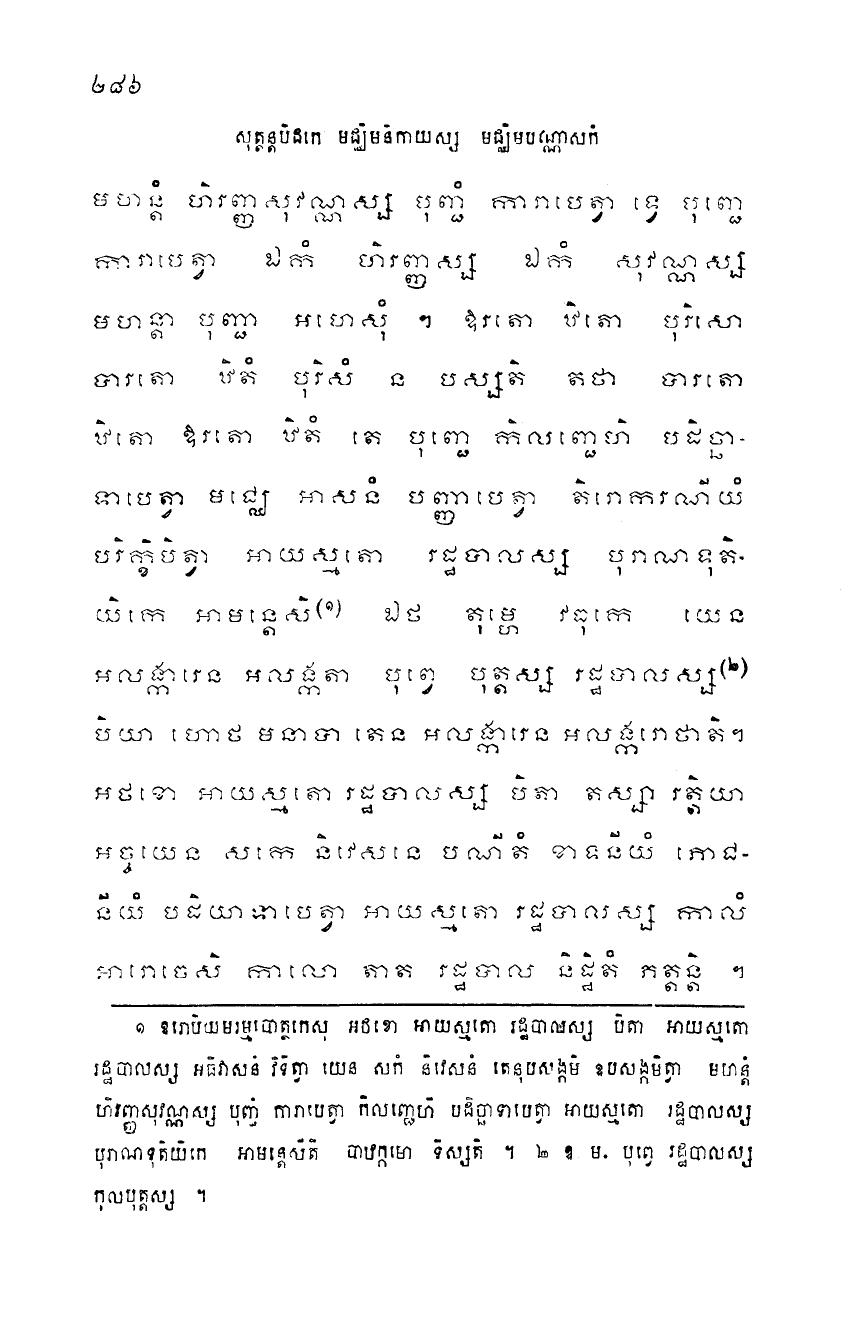 ២៨៦
សុត្តន្តបិដកេ មជ្ឈិមនិកាយស្ស មជ្ឈិមបណ្ណាសកំ
មហន្តំ ហិរញ្ញសុវណ្ណស្ស បុញ្ជំ ការាបេត្វា ទ្វេ បុញ្ជេ
ការាបេត្វា ឯកំ ហិរញ្ញស្ស ឯកំ សុវណ្ណស្ស
មហន្តា បុញ្ជា អហេសុំ ។ ឱរតោ ឋិតោ បុរិសោ
បារតោ ឋិតំ បុរិសំ ន បស្សតិ តថា បារតោ
ឋិតោ ឱរតោ ឋិតំ តេ បុញ្ជេ កិលញ្ជេហិ បដិច្ឆា-
ទាបេត្វា មជ្ឈេ អាសនំ បញ្ញាបេត្វា តិរោករណីយំ
បរិក្ខិបិត្វា អាយស្មតោ រដ្ឋបាលស្ស បុរាណទុតិ-
យិកេ អាមន្តេសិ(១) ឯថ តុម្ហេ វធុកេ យេន
អលង្ការេន អលង្កតា បុព្វេ បុត្តស្ស រដ្ឋបាលស្ស(២)
បិយា ហោថ មនាបា តេន អលង្ការេន អលង្ករោថាតិ។
អថខោ អាយស្មតោ រដ្ឋបាលស្ស បិតា តស្សា រត្តិយា
អច្ចយេន សកេ និវេសនេ បណីតំ ខាទនីយំ ភោជ-
នីយំ បដិយាទាបេត្វា អាយស្មតោ រដ្ឋបាលស្ស កាលំ
អារោចេសិ កាលោ តាត រដ្ឋបាល និដ្ឋិតំ ភត្តន្តិ ។
១ ឱរោបិយមរម្មបោត្ថកេសុ អថខោ អាយស្មតោ រដ្ឋបាលស្ស បិតា អាយស្មតោ
រដ្ឋបាលស្ស អធិវាសនំ វិទិត្វា យេន សកំ និវេសនំ តេនុបសង្កមិ ឧបសង្កមិត្វា មហន្តំ
ហិរញ្ញសុវណ្ណស្ស បុញ្ជំ ការាបេត្វា កិលញ្ជេហិ បដិច្ឆាទាបេត្វា អាយស្មតោ រដ្ឋបាលស្ស
បុរាណទុតិយិកេ អាមន្តេសីតិ បាឋក្កមោ ទិស្សតិ ។ ២ ឱ ម. បុព្វេ រដ្ឋបាលស្ស
កុលបុត្តស្ស ។